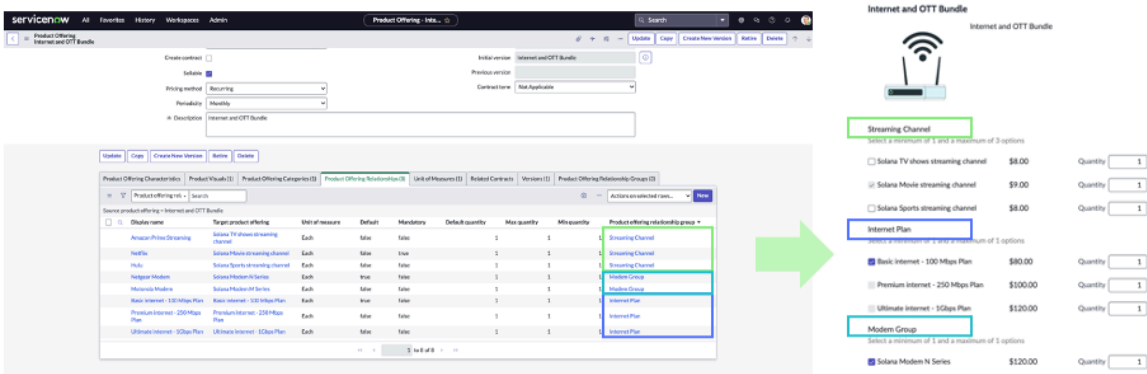 servicenow All Favorites History Workspaces Admin Product Offering - Inte... ☆ Search
Product Offering
Internet and OTT Bundle
Update Copy Create New Version Retire Delete
Create contract Initial version Internet and OTT Bundle
Sellable Previous version
Pricing method Recurring Contract term Not Applicable
Periodicity Monthly
Description Internet and OTT Bundle
Update Copy Create New Version Retire Delete
Product Offering Characteristics Product Visuals (1) Product Offering Categories (1) Product Offering Relationships (8) Unit of Measures (1) Related Contracts Versions (1) Product Offering Relationship Groups (3)
Product offering rel... Search Actions on selected rows... New
Source product offering = Internet and OTT Bundle
Display name Target product offering Unit of measure Default Mandatory Default quantity Max quantity Min quantity Product offering relationship group
Amazon Prime Streaming Solana TV shows streaming channel Each false false 1 1 1 Streaming Channel
Netflix Solana Movie streaming channel Each false true 1 1 1 Streaming Channel
Hulu Solana Sports streaming channel Each false false 1 1 1 Streaming Channel
Netgear Modem Solana Modem N Series Each true false 1 1 1 Modem Group
Motorola Modem Solana Modem M Series Each false false 1 1 1 Modem Group
Basic internet - 100 Mbps Plan Basic internet - 100 Mbps Plan Each true false 1 1 1 Internet Plan
Premium internet - 250 Mbps Plan Premium internet - 250 Mbps Plan Each false false 1 1 1 Internet Plan
Ultimate internet - 1Gbps Plan Ultimate internet - 1Gbps Plan Each false false 1 1 1 Internet Plan
1 to 8 of 8
Internet and OTT Bundle
Internet and OTT Bundle
Streaming Channel
Select a minimum of 1 and a maximum of 3 options
Solana TV shows streaming channel $8.00 Quantity 1
Solana Movie streaming channel $9.00 Quantity 1
Solana Sports streaming channel $8.00 Quantity 1
Internet Plan
Select a minimum of 1 and a maximum of 1 options
Basic internet - 100 Mbps Plan $80.00 Quantity 1
Premium internet - 250 Mbps Plan $100.00 Quantity 1
Ultimate internet - 1Gbps Plan $120.00 Quantity 1
Modem Group
Select a minimum of 1 and a maximum of 1 options
Solana Modem N Series $120.00 Quantity 1